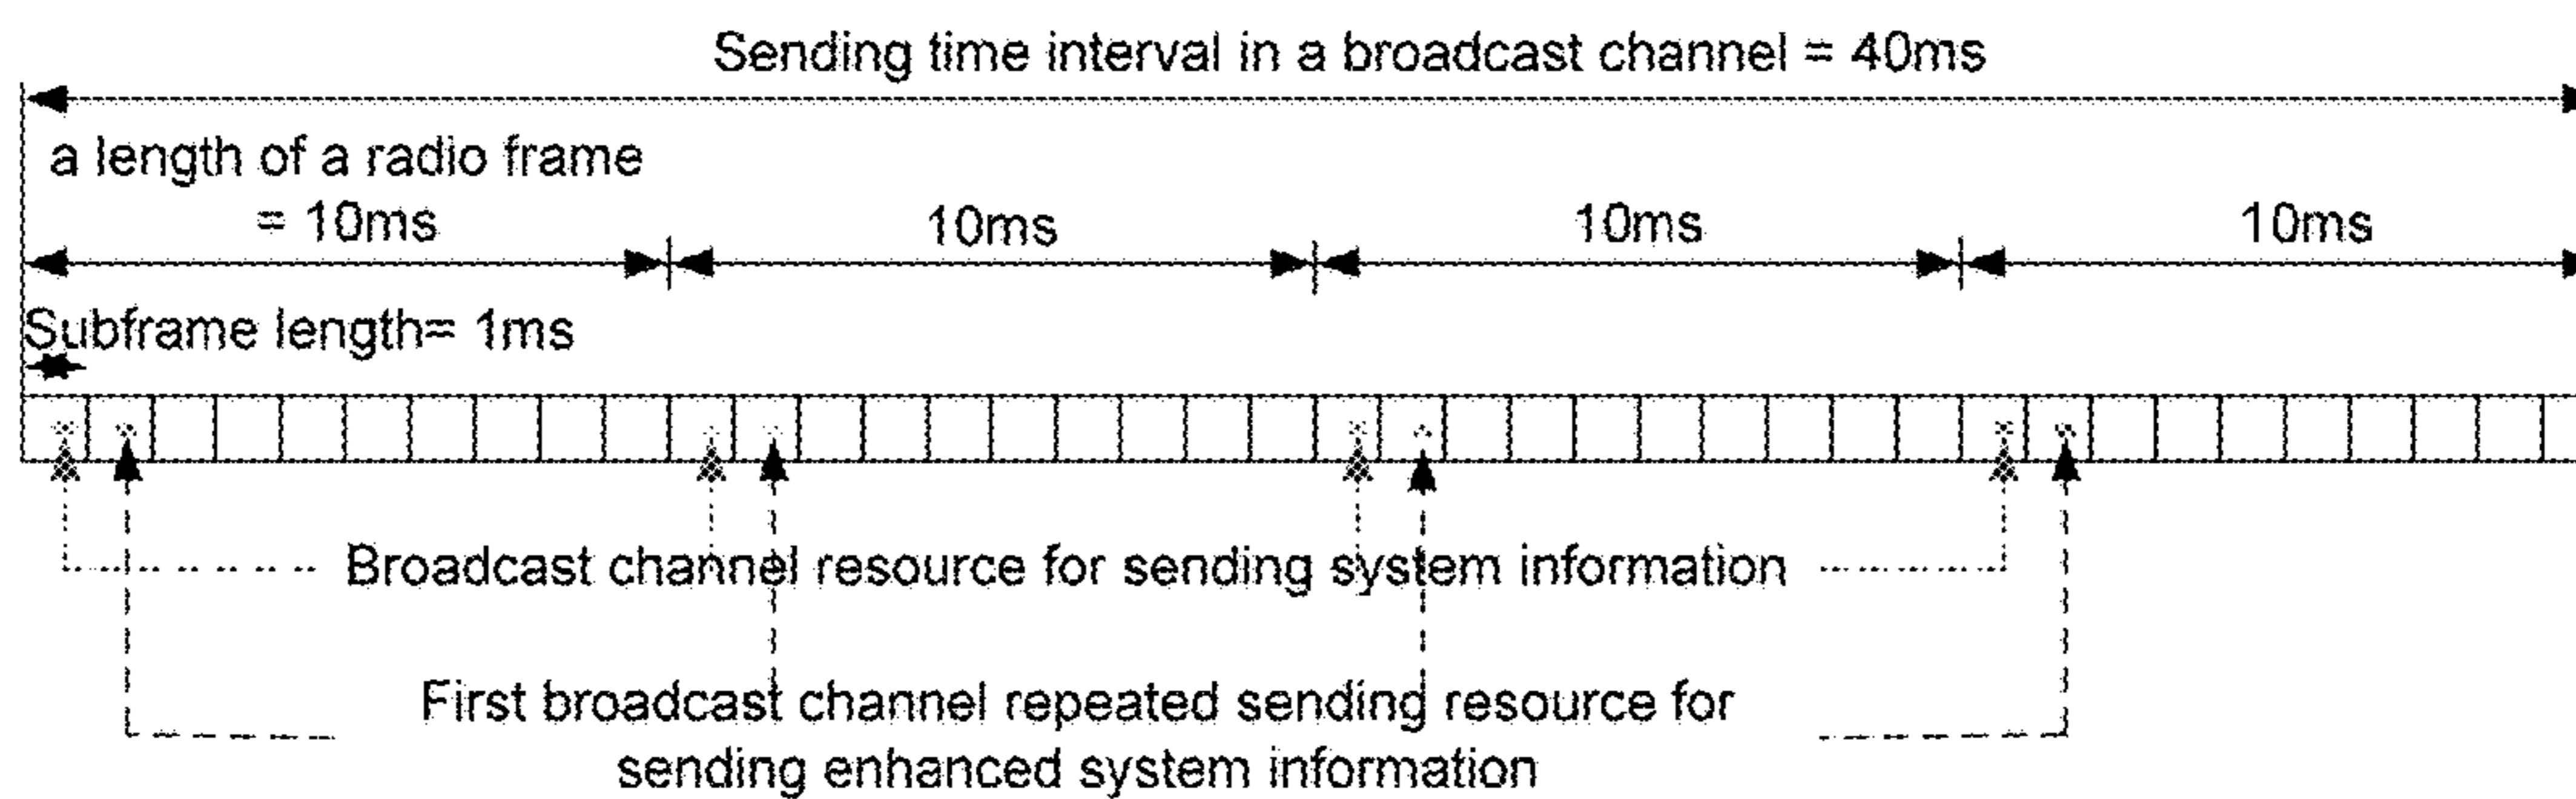 Sending time interval in a broadcast channel = 40ms
a length of a radio frame
= 10ms
10ms
10ms
10ms
Subframe length= 1ms
Broadcast channel resource for sending system information
First broadcast channel repeated sending resource for
sending enhanced system information